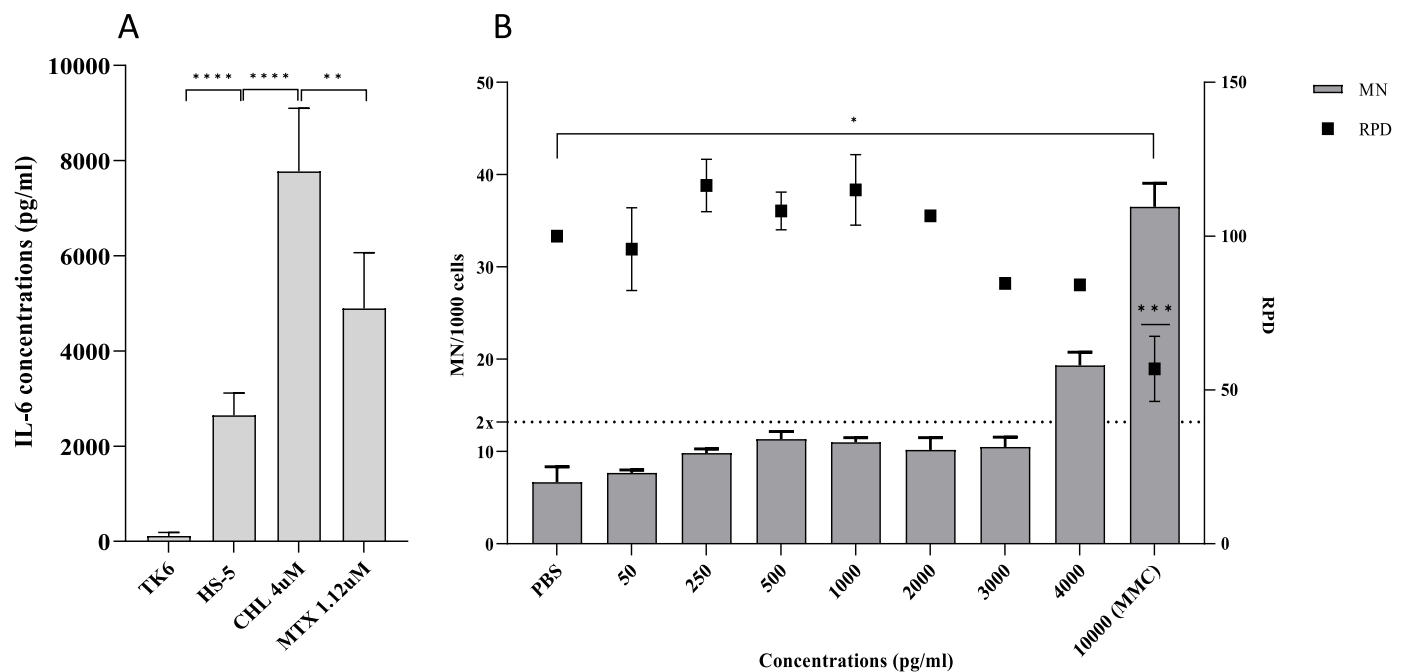 A
IL-6 concentrations (pg/ml)
10000
8000
6000
4000
2000
0
**** **** **
TK6
HS-5
CHL 4uM
MTX 1.12uM
B
MN/1000 cells
50
40
30
20
2x
10
0
*
***
150
100
50
0
RPD
PBS
50
250
500
1000
2000
3000
4000
10000 (MMC)
Concentrations (pg/ml)
MN
RPD